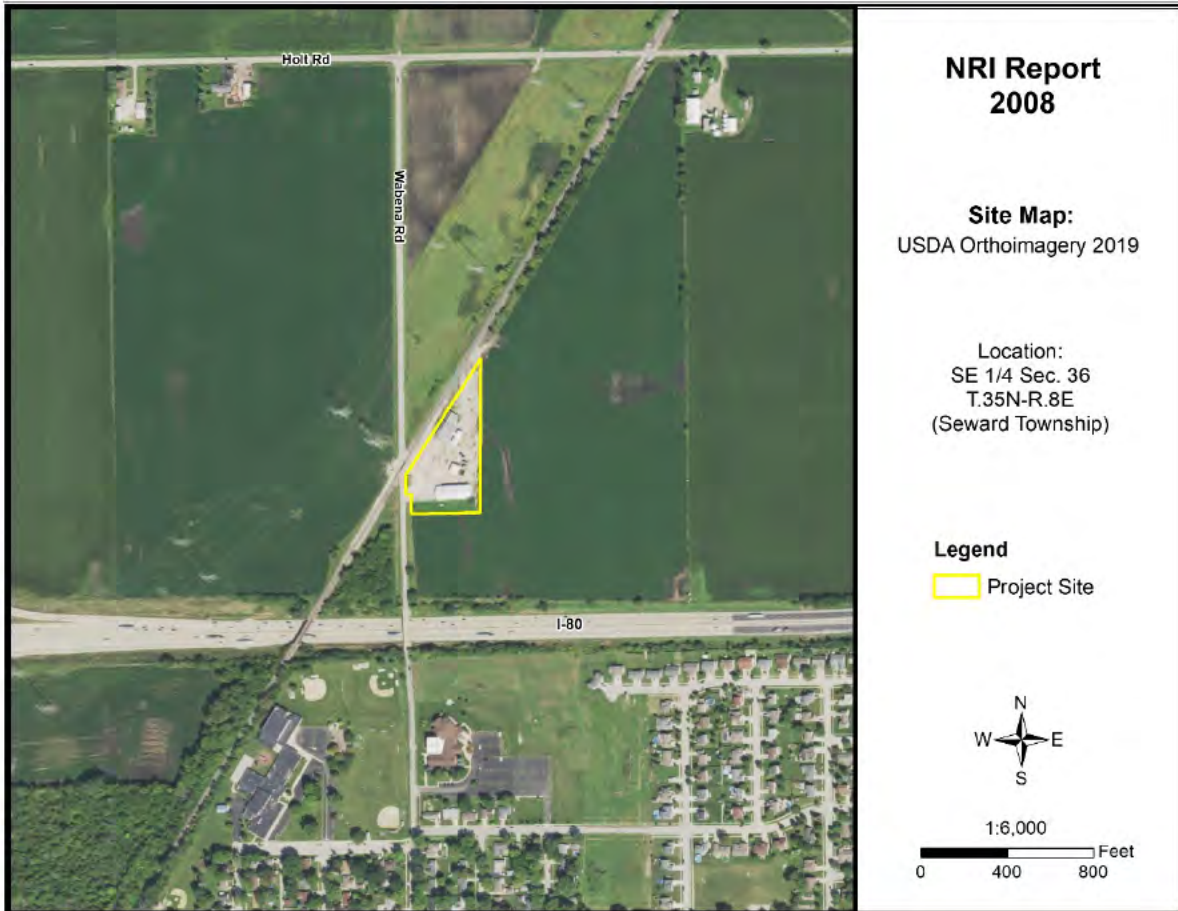 Holt Rd
Wabena Rd
I-80
NRI Report
2008
Site Map:
USDA Orthoimagery 2019
Location:
SE 1/4 Sec. 36
T.35N-R.8E
(Seward Township)
Legend
Project Site
N
W E
S
1:6,000
Feet
0 400 800